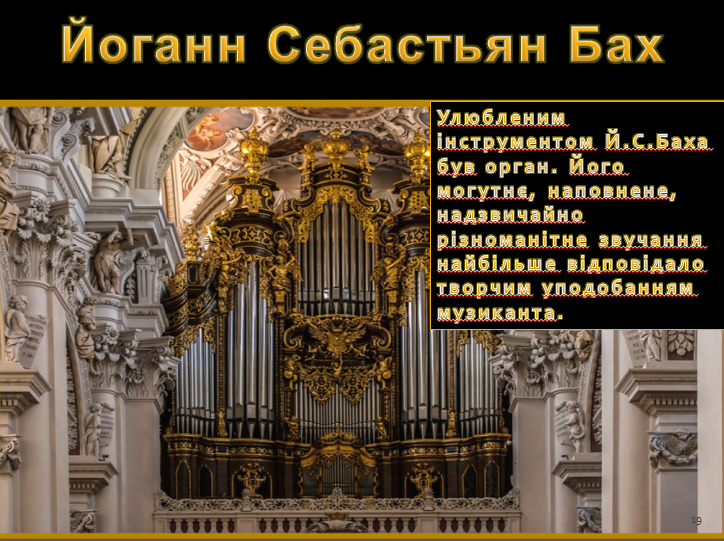 Йоганн Себастьян Бах
Улюбленим
інструментом Й.С.Баха
був орган. Його
могутнє, наповнене,
надзвичайно
різноманітне звучання
найбільше відповідало
творчим уподобанням
музиканта.
19